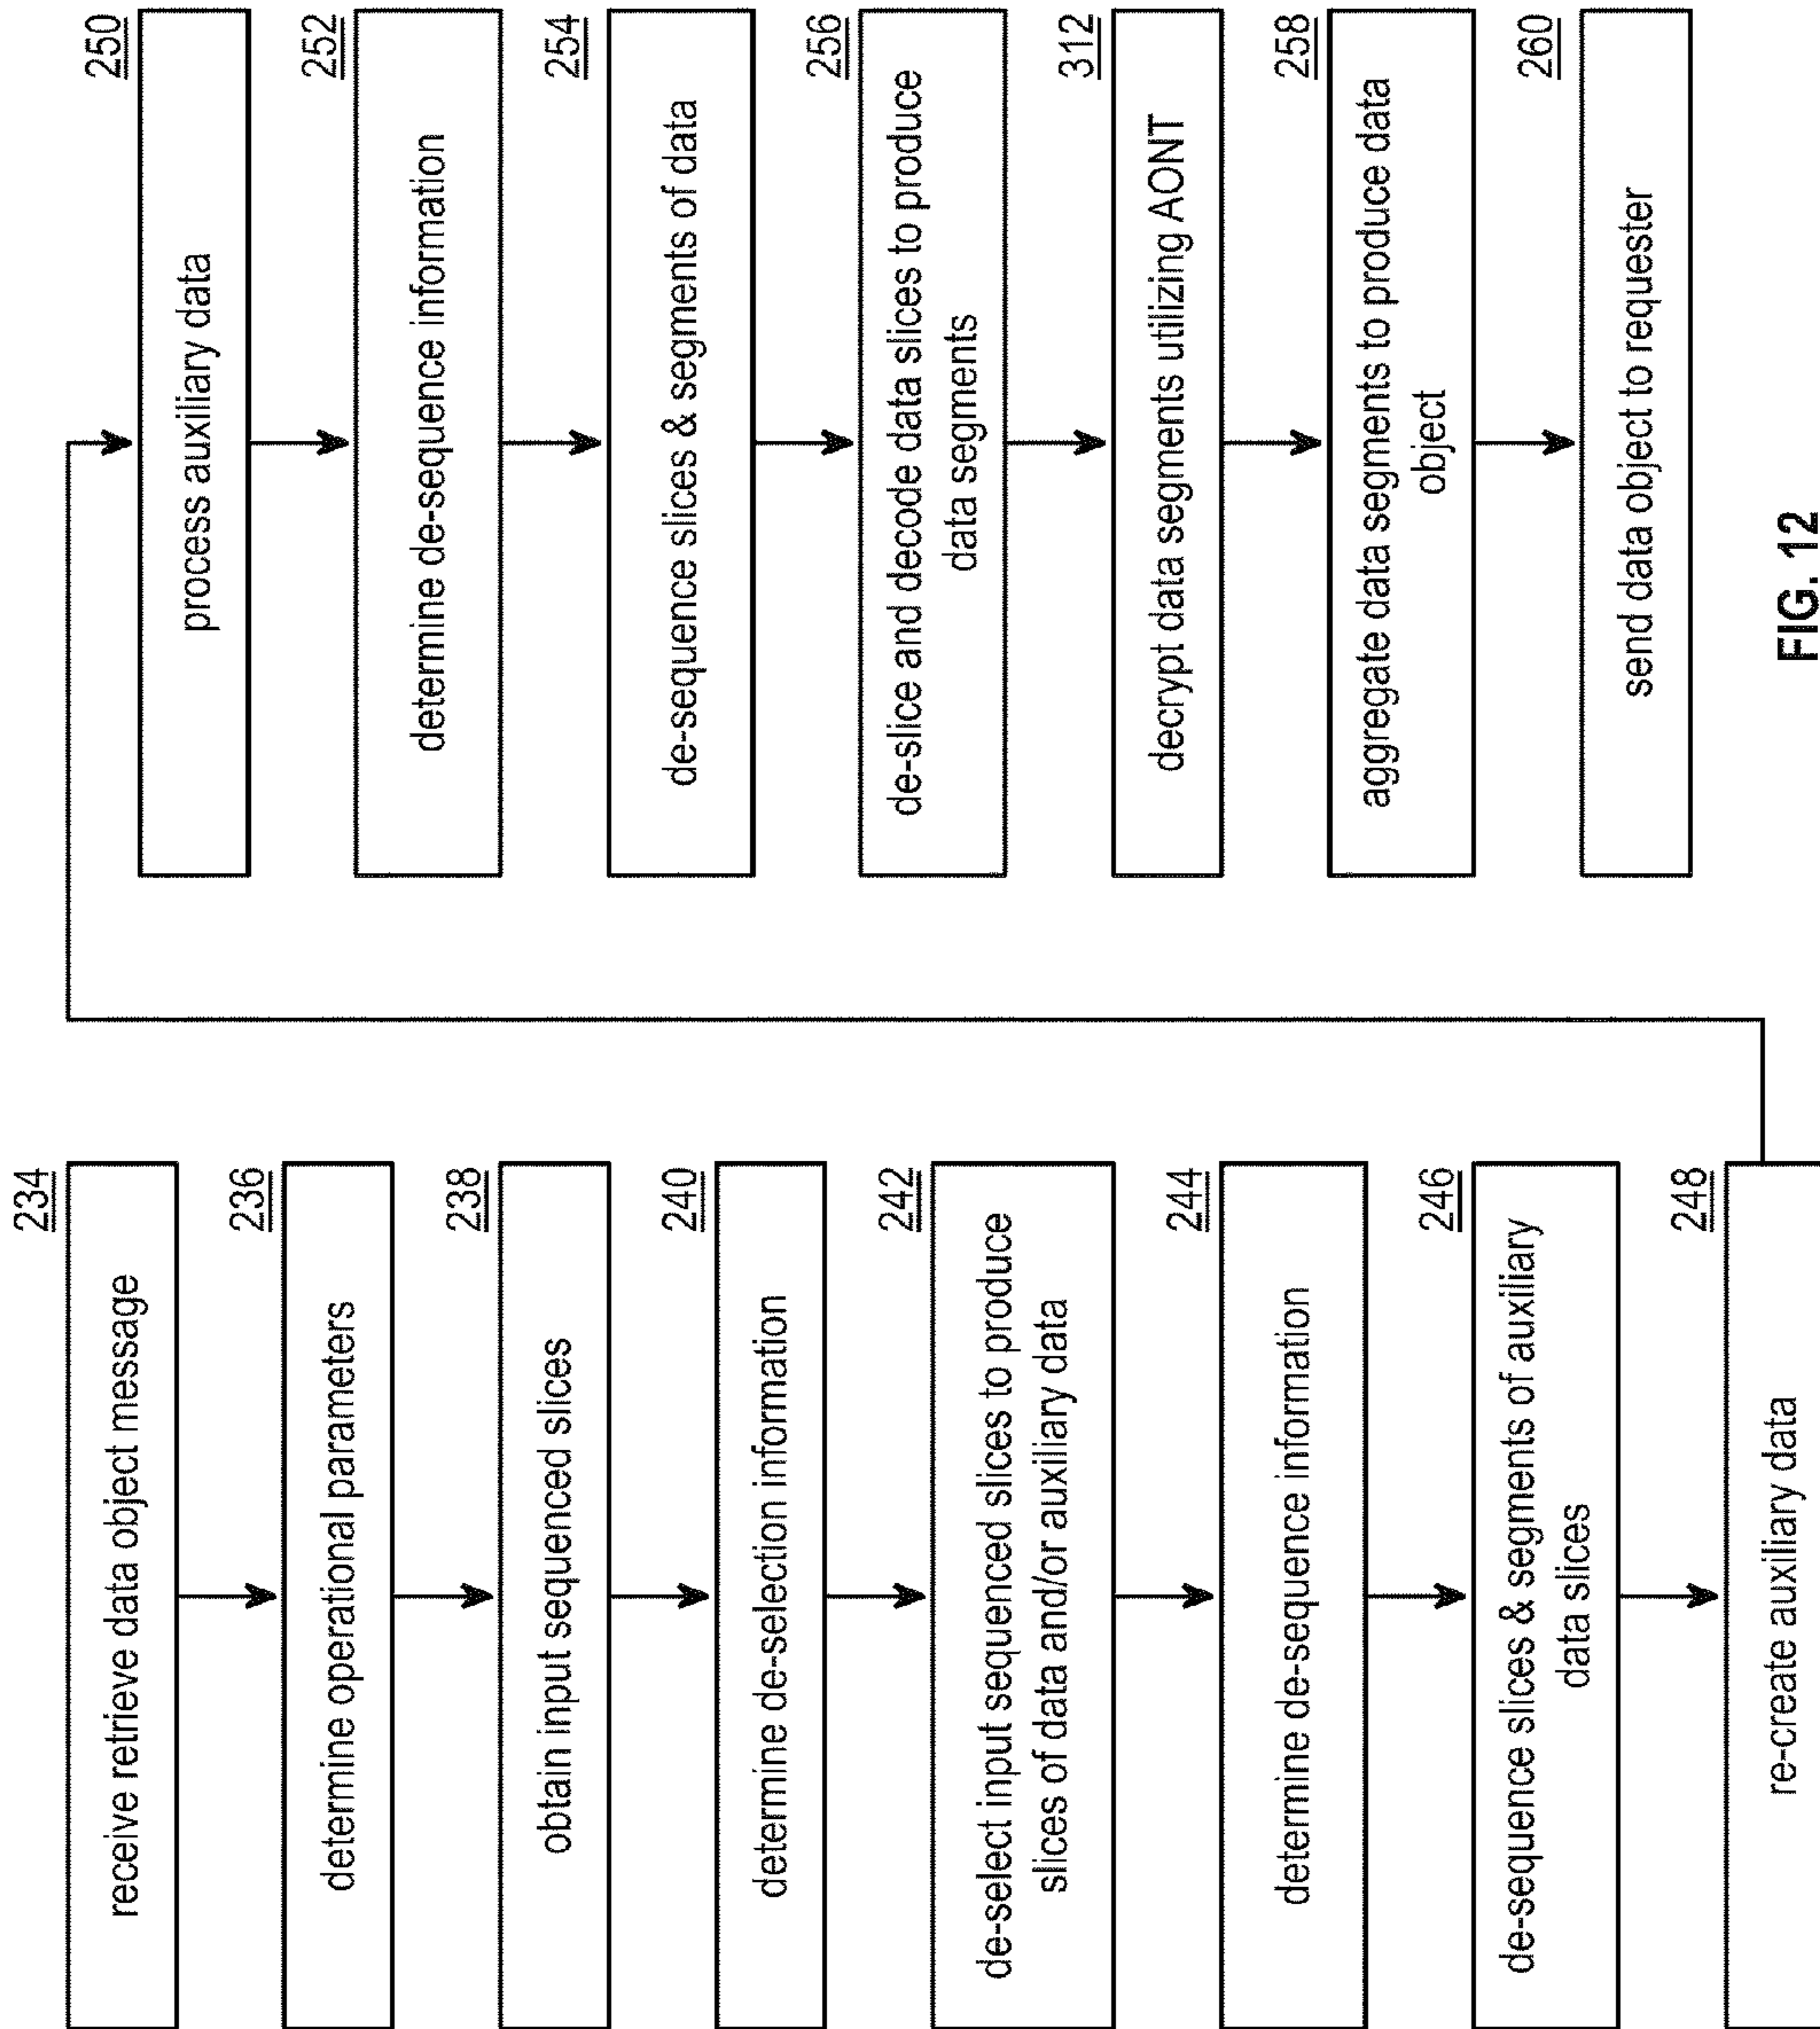 234
receive retrieve data object message
236
determine operational parameters
238
obtain input sequenced slices
240
determine de-selection information
242
de-select input sequenced slices to produce
slices of data and/or auxiliary data
244
determine de-sequence information
246
de-sequence slices & segments of auxiliary
data slices
248
re-create auxiliary data
250
process auxiliary data
252
determine de-sequence information
254
de-sequence slices & segments of data
256
de-slice and decode data slices to produce
data segments
312
decrypt data segments utilizing AONT
258
aggregate data segments to produce data
object
260
send data object to requester
FIG. 12